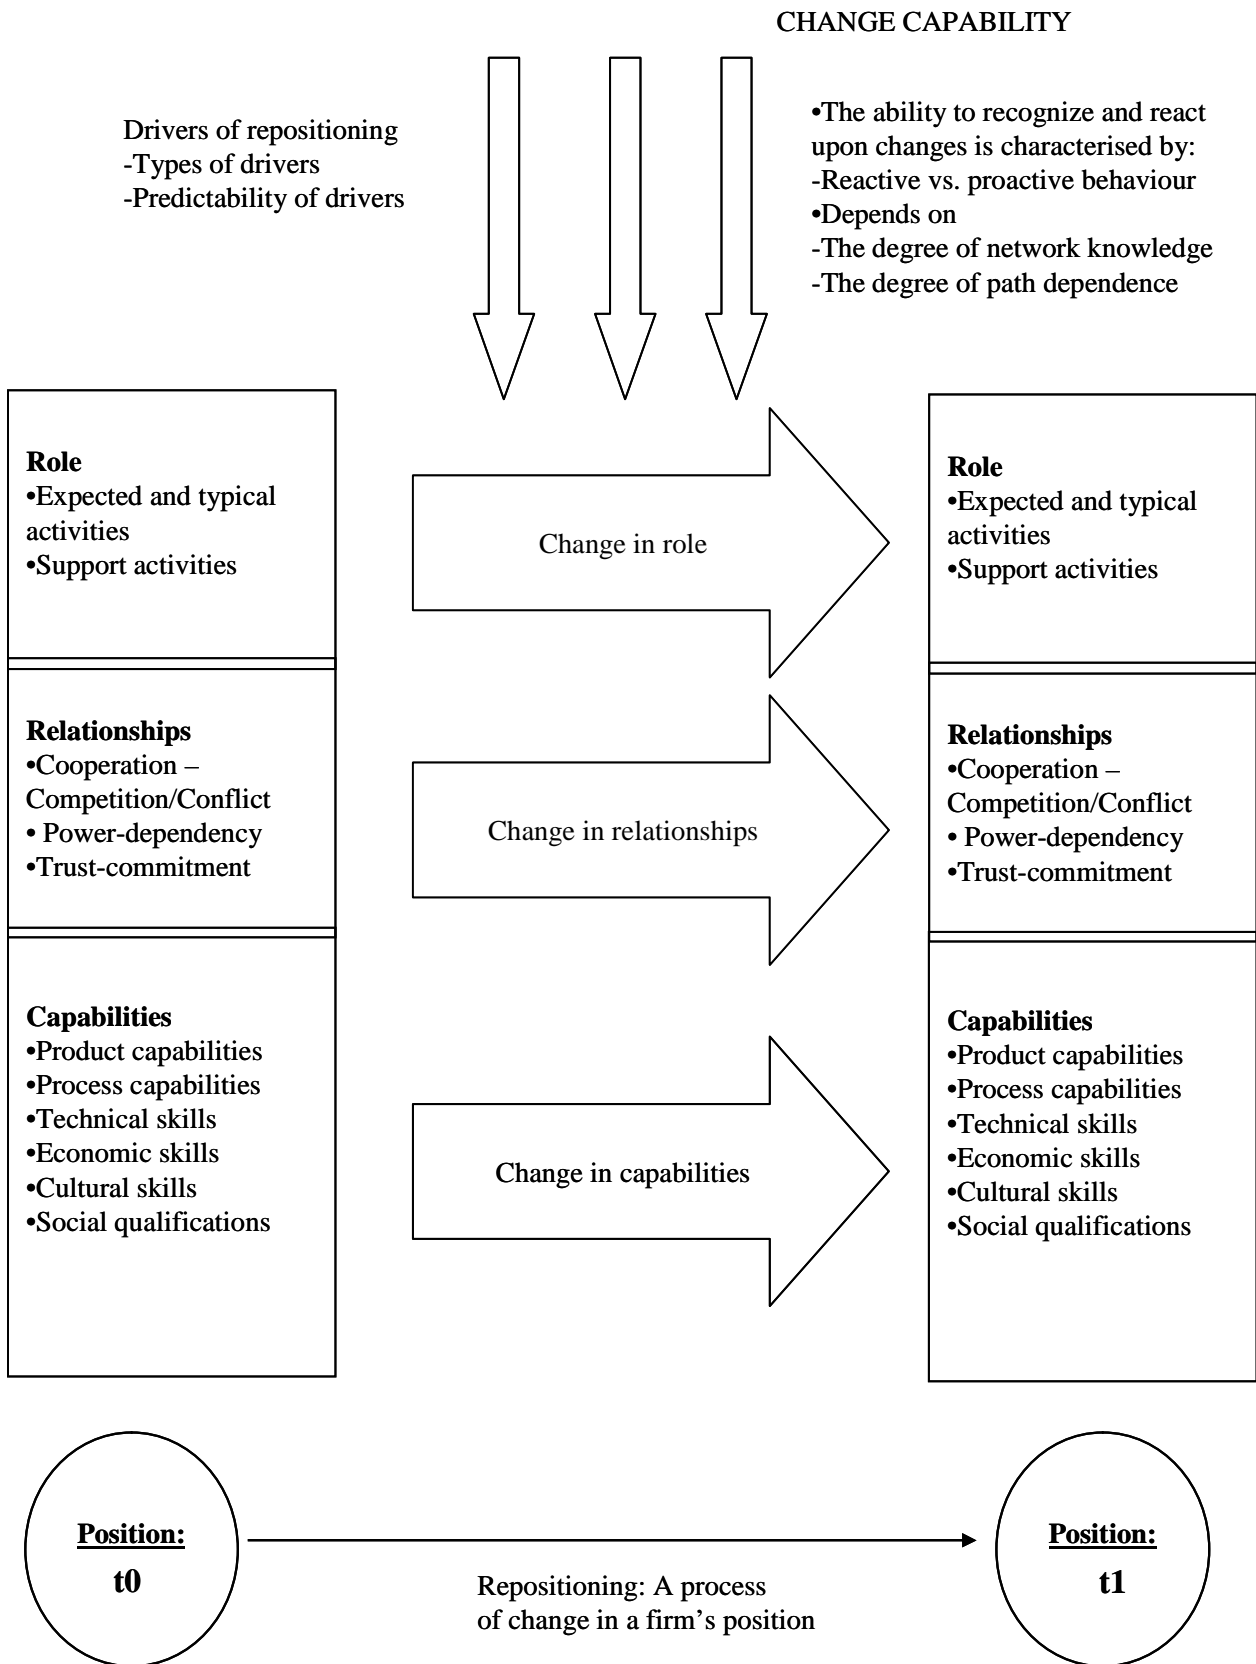 CHANGE CAPABILITY
Drivers of repositioning
-Types of drivers
-Predictability of drivers
•The ability to recognize and react
upon changes is characterised by:
-Reactive vs. proactive behaviour
•Depends on
-The degree of network knowledge
-The degree of path dependence
Role
•Expected and typical
activities
•Support activities
Change in role
Role
•Expected and typical
activities
•Support activities
Relationships
•Cooperation –
Competition/Conflict
• Power-dependency
•Trust-commitment
Change in relationships
Relationships
•Cooperation –
Competition/Conflict
• Power-dependency
•Trust-commitment
Capabilities
•Product capabilities
•Process capabilities
•Technical skills
•Economic skills
•Cultural skills
•Social qualifications
Change in capabilities
Capabilities
•Product capabilities
•Process capabilities
•Technical skills
•Economic skills
•Cultural skills
•Social qualifications
Position:
t0
Repositioning: A process
of change in a firm’s position
Position:
t1